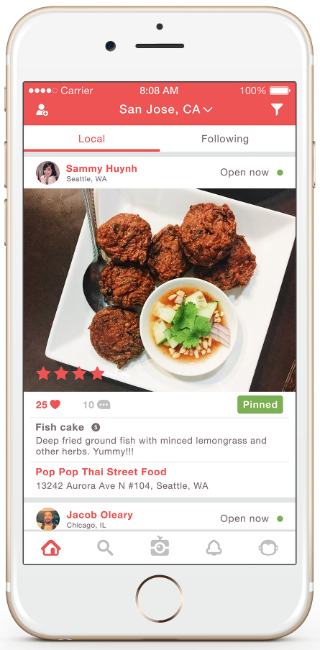 Carrier 8:08 AM 100%
San Jose, CA
Local Following
Sammy Huynh Open now
Seattle, WA
25 10 Pinned
Fish cake $
Deep fried ground fish with minced lemongrass and
other herbs. Yummy!!!
Pop Pop Thai Street Food
13242 Aurora Ave N #104, Seattle, WA
Jacob Oleary Open now
Chicago, IL